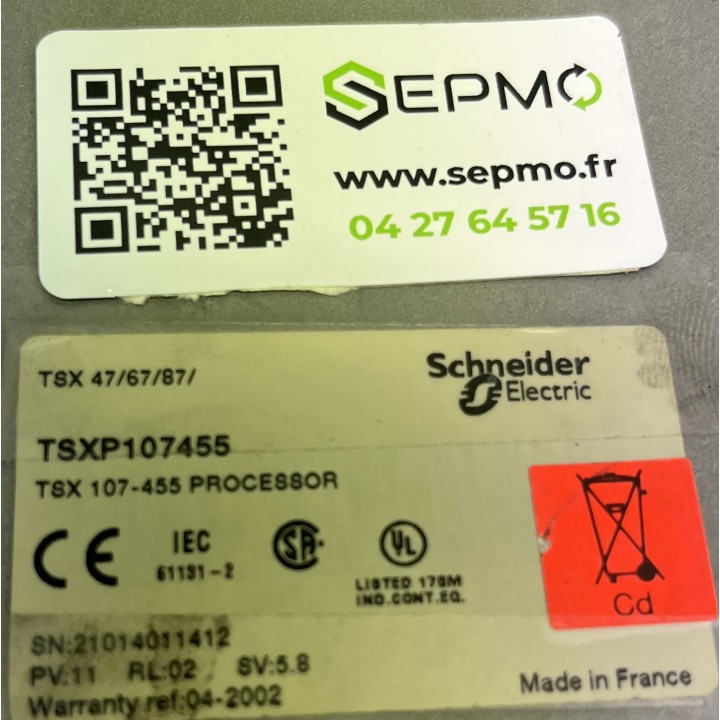 SEPMO
www.sepmo.fr
04 27 64 57 16
TSX 47/67/87/
Schneider
Electric
TSXP107455
TSX 107-455 PROCESSOR
CE
IEC
61131-2
SA
UL
LISTED 170M
IND.CONT.EQ.
Cd
SN:21014011412
PV:11 RL:02 SV:5.8
Warranty ref:04-2002
Made in France